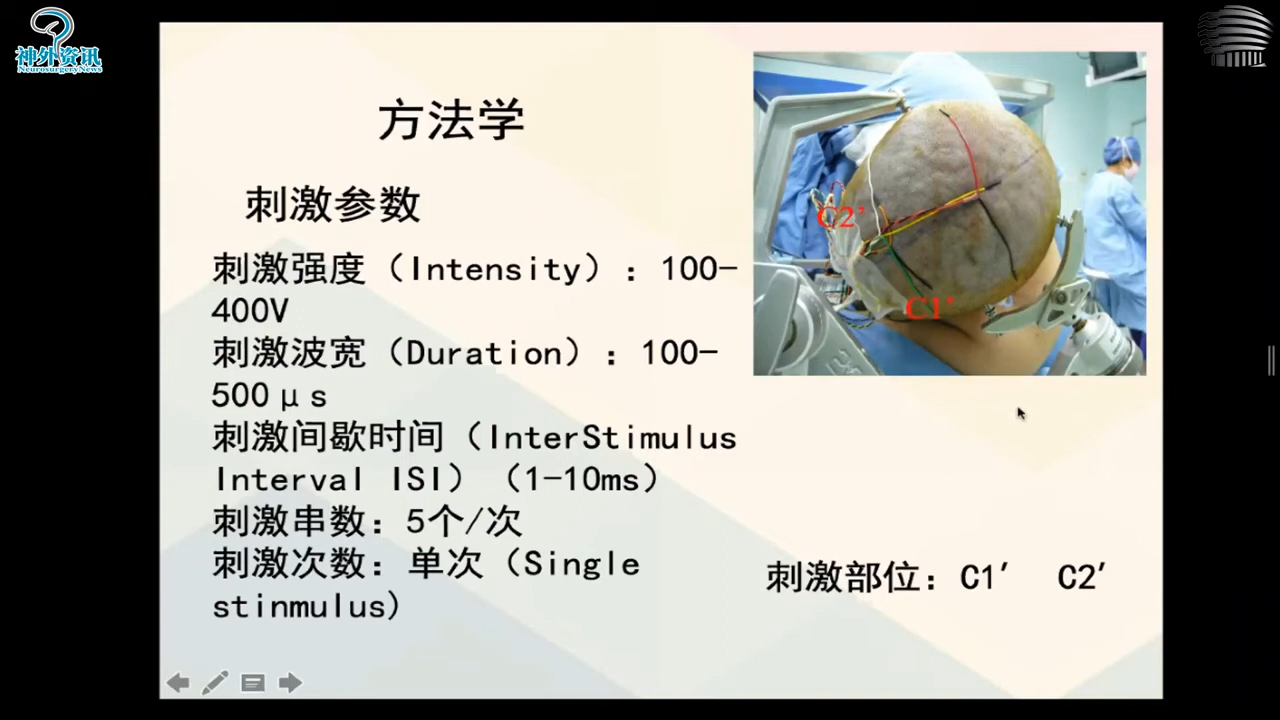 神外资讯
NeurosurgeryNews
方法学
刺激参数
刺激强度（Intensity）：100-
400V
刺激波宽（Duration）：100-
500μs
刺激间歇时间（InterStimulus
Interval ISI）（1-10ms）
刺激串数：5个/次
刺激次数：单次（Single
stinmulus)
C2’
C1’
刺激部位：C1′ C2′